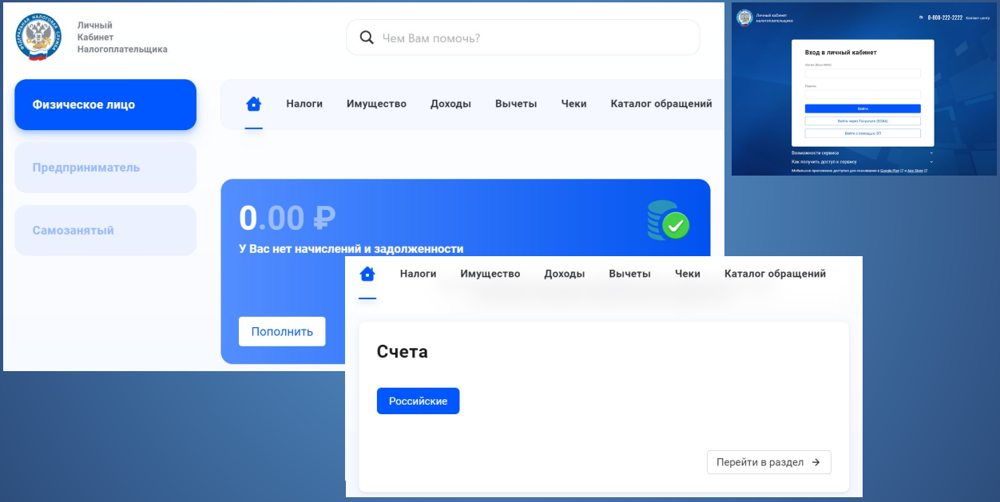 Личный
Кабинет
Налогоплательщика
Чем Вам помочь?
Физическое лицо
Предприниматель
Самозанятый
Налоги Имущество Доходы Вычеты Чеки Каталог обращений
0.00 ₽
У Вас нет начислений и задолженности
Пополнить
Личный кабинет
налогоплательщика
8-800-222-2222 Контакт-центр
Вход в личный кабинет
Логин (Ваш ИНН)
Пароль
Войти
Войти через Госуслуги (ЕСИА)
Войти с помощью ЭП
Возможности сервиса
Как получить доступ к сервису
Мобильное приложение доступно для скачивания в Google Play и App Store
Налоги Имущество Доходы Вычеты Чеки Каталог обращений
Счета
Российские
Перейти в раздел →